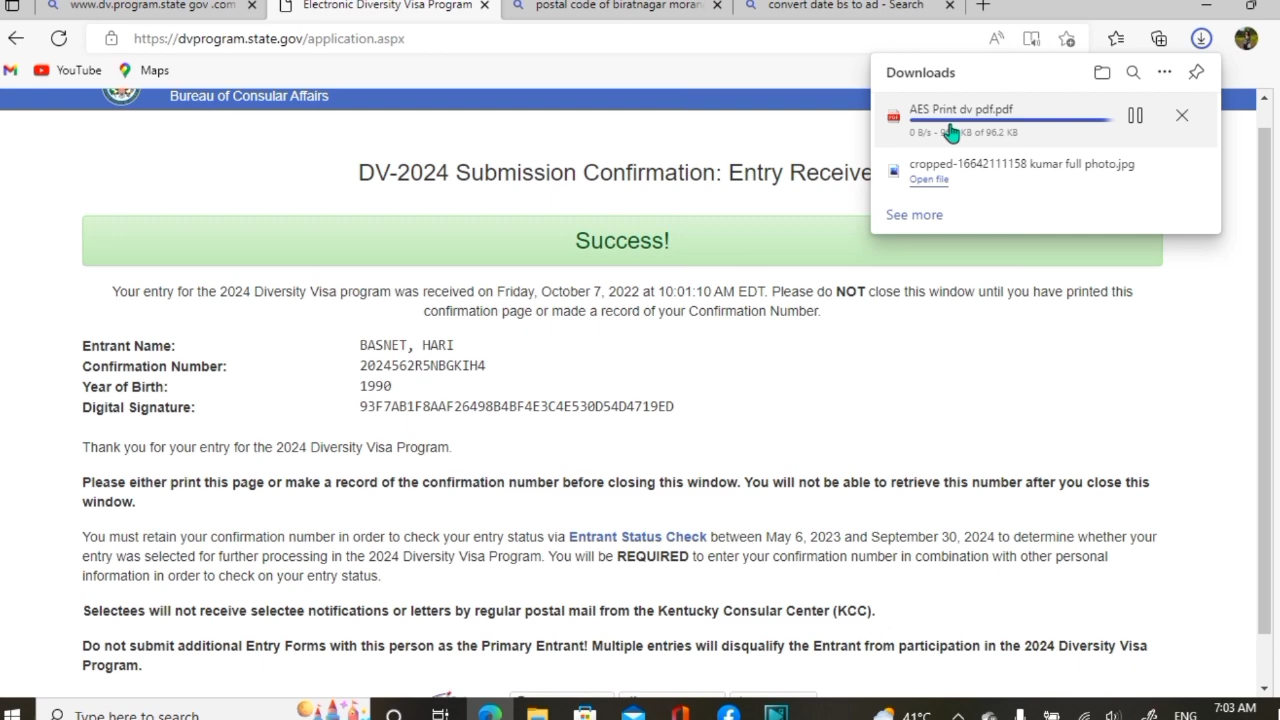 www.dv.program.state gov .com
Electronic Diversity Visa Program
postal code of biratnagar moran
convert date bs to ad - Search
https://dvprogram.state.gov/application.aspx
YouTube
Maps
Bureau of Consular Affairs
Downloads
AES Print dv pdf.pdf
0 B/s - KB of 96.2 KB
cropped-16642111158 kumar full photo.jpg
Open file
See more
DV-2024 Submission Confirmation: Entry Receive
Success!
Your entry for the 2024 Diversity Visa program was received on Friday, October 7, 2022 at 10:01:10 AM EDT. Please do NOT close this window until you have printed this
confirmation page or made a record of your Confirmation Number.
Entrant Name: BASNET, HARI
Confirmation Number: 2024562R5NBGKIH4
Year of Birth: 1990
Digital Signature: 93F7AB1F8AAF26498B4BF4E3C4E530D54D4719ED
Thank you for your entry for the 2024 Diversity Visa Program.
Please either print this page or make a record of the confirmation number before closing this window. You will not be able to retrieve this number after you close this
window.
You must retain your confirmation number in order to check your entry status via Entrant Status Check between May 6, 2023 and September 30, 2024 to determine whether your
entry was selected for further processing in the 2024 Diversity Visa Program. You will be REQUIRED to enter your confirmation number in combination with other personal
information in order to check on your entry status.
Selectees will not receive selectee notifications or letters by regular postal mail from the Kentucky Consular Center (KCC).
Do not submit additional Entry Forms with this person as the Primary Entrant! Multiple entries will disqualify the Entrant from participation in the 2024 Diversity Visa
Program.
Type here to search
41°C
ENG
7:03 AM